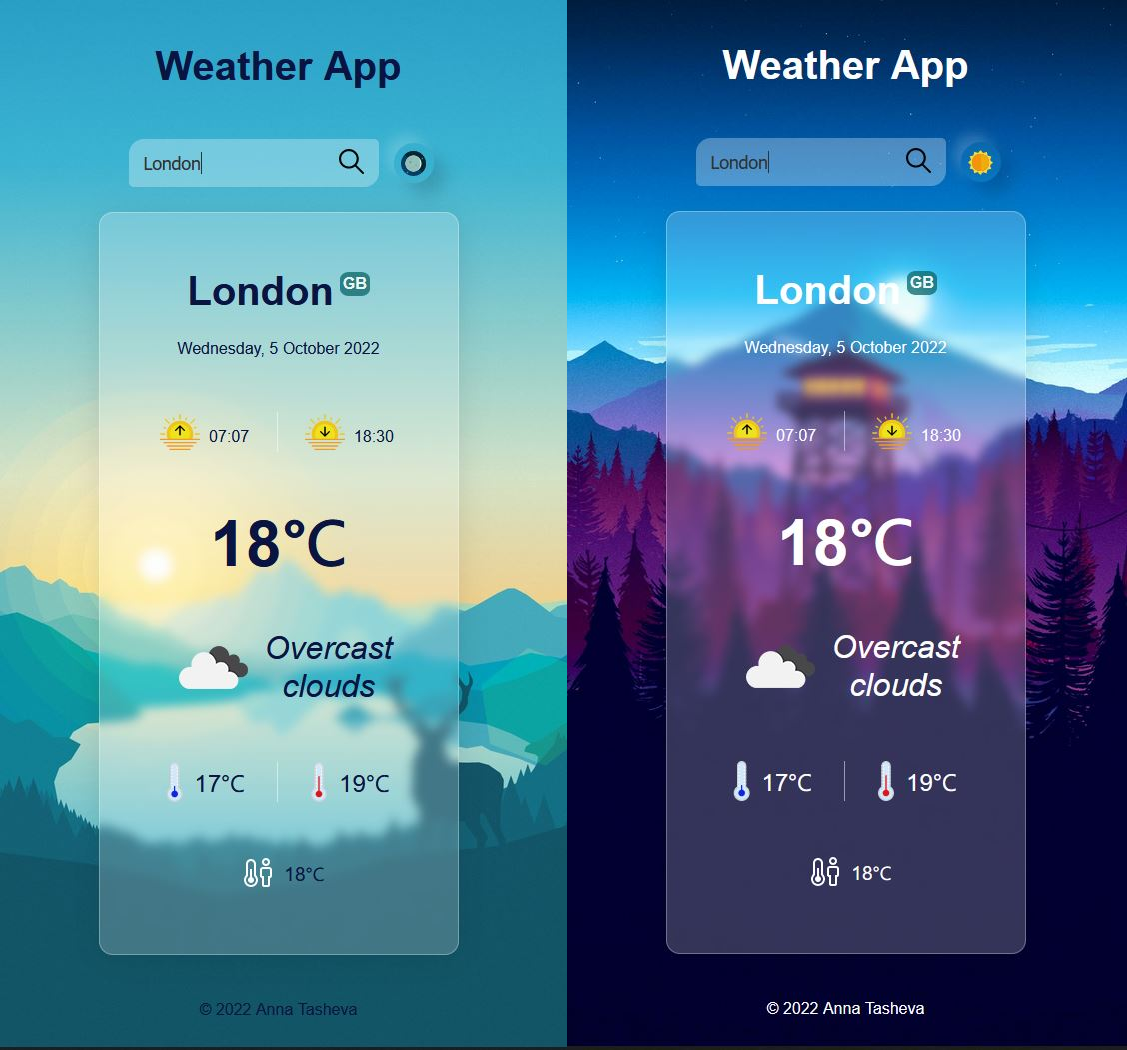 Weather App
London
London GB
Wednesday, 5 October 2022
07:07 18:30
18°C
Overcast
clouds
17°C 19°C
18°C
© 2022 Anna Tasheva
Weather App
London
London GB
Wednesday, 5 October 2022
07:07 18:30
18°C
Overcast
clouds
17°C 19°C
18°C
© 2022 Anna Tasheva